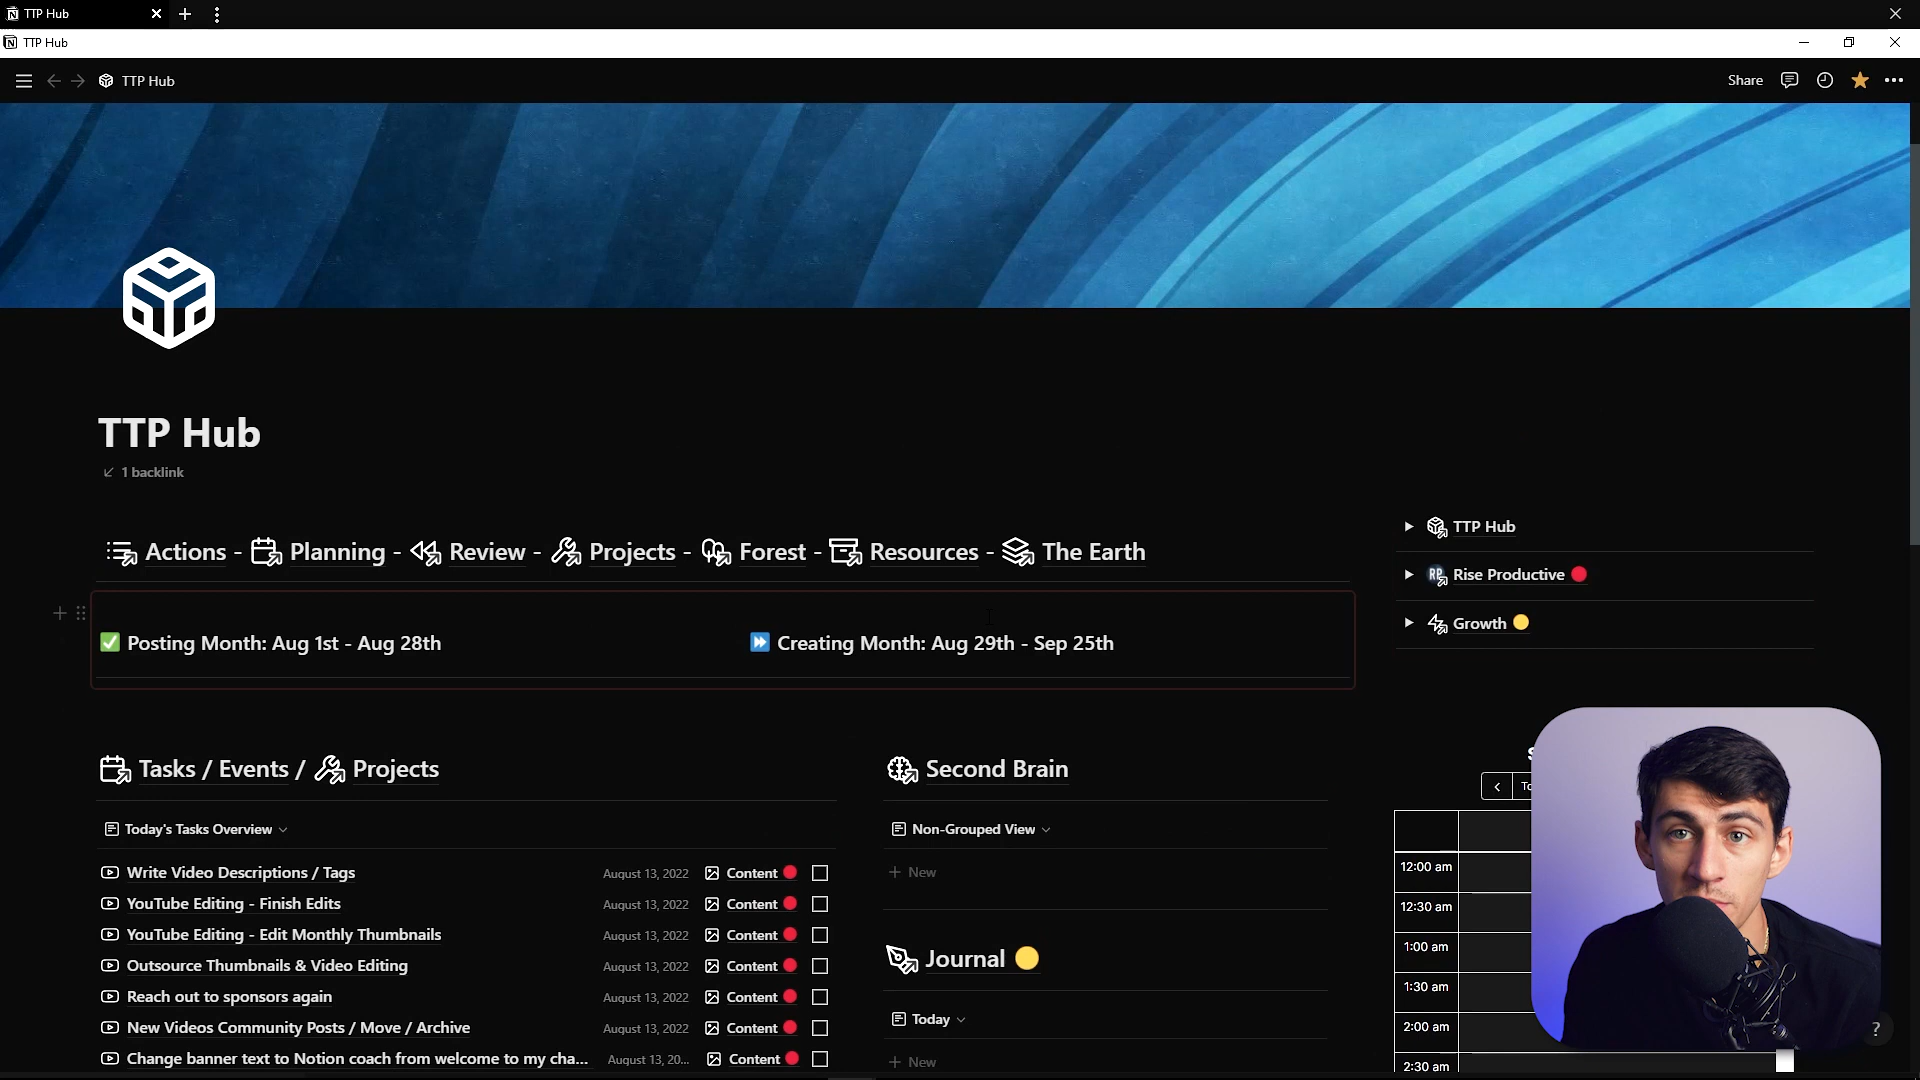 TTP Hub
TTP Hub
TTP Hub
Share
TTP Hub
1 backlink
Actions - Planning - Review - Projects - Forest - Resources - The Earth
TTP Hub
Rise Productive
Growth
Posting Month: Aug 1st - Aug 28th
Creating Month: Aug 29th - Sep 25th
Tasks / Events / Projects
Today's Tasks Overview
Write Video Descriptions / Tags August 13, 2022 Content
YouTube Editing - Finish Edits August 13, 2022 Content
YouTube Editing - Edit Monthly Thumbnails August 13, 2022 Content
Outsource Thumbnails & Video Editing August 13, 2022 Content
Reach out to sponsors again August 13, 2022 Content
New Videos Community Posts / Move / Archive August 13, 2022 Content
Change banner text to Notion coach from welcome to my cha... August 13, 20... Content
Second Brain
Non-Grouped View
New
Journal
Today
New
12:00 am
12:30 am
1:00 am
1:30 am
2:00 am
2:30 am
?